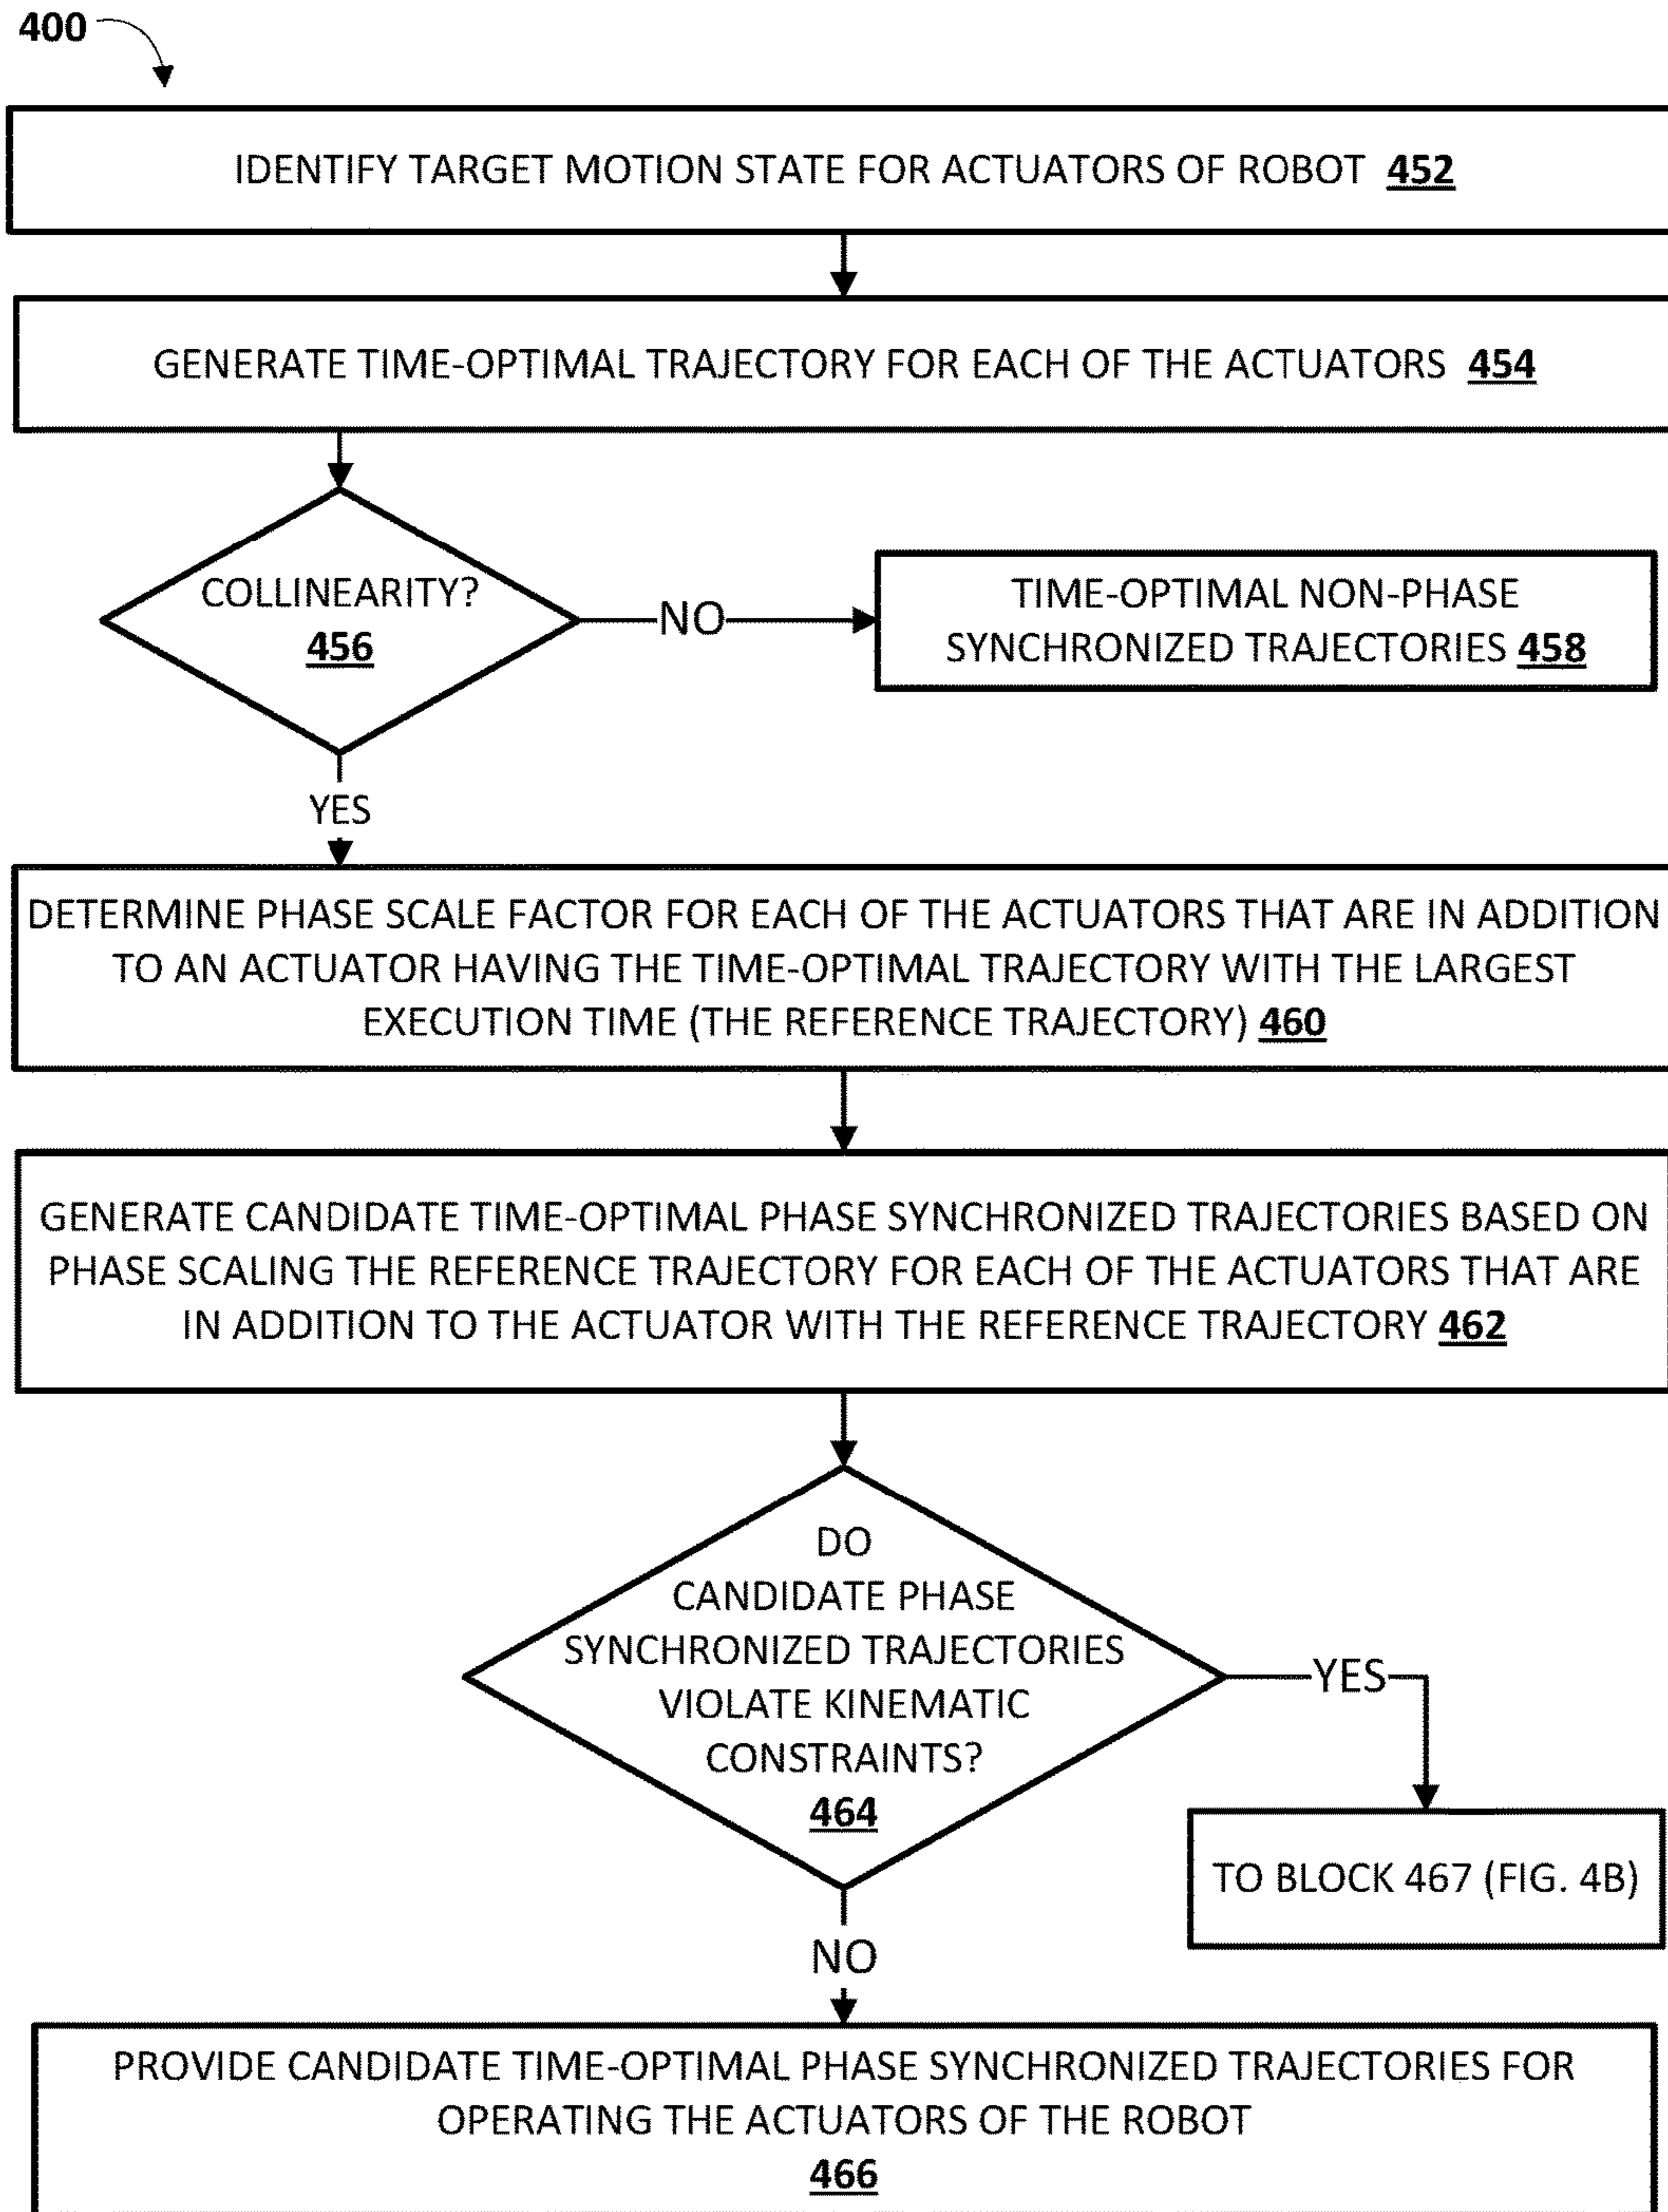 400
IDENTIFY TARGET MOTION STATE FOR ACTUATORS OF ROBOT 452
GENERATE TIME-OPTIMAL TRAJECTORY FOR EACH OF THE ACTUATORS 454
COLLINEARITY?
456
NO
TIME-OPTIMAL NON-PHASE
SYNCHRONIZED TRAJECTORIES 458
YES
DETERMINE PHASE SCALE FACTOR FOR EACH OF THE ACTUATORS THAT ARE IN ADDITION
TO AN ACTUATOR HAVING THE TIME-OPTIMAL TRAJECTORY WITH THE LARGEST
EXECUTION TIME (THE REFERENCE TRAJECTORY) 460
GENERATE CANDIDATE TIME-OPTIMAL PHASE SYNCHRONIZED TRAJECTORIES BASED ON
PHASE SCALING THE REFERENCE TRAJECTORY FOR EACH OF THE ACTUATORS THAT ARE
IN ADDITION TO THE ACTUATOR WITH THE REFERENCE TRAJECTORY 462
DO
CANDIDATE PHASE
SYNCHRONIZED TRAJECTORIES
VIOLATE KINEMATIC
CONSTRAINTS?
464
YES
TO BLOCK 467 (FIG. 4B)
NO
PROVIDE CANDIDATE TIME-OPTIMAL PHASE SYNCHRONIZED TRAJECTORIES FOR
OPERATING THE ACTUATORS OF THE ROBOT
466